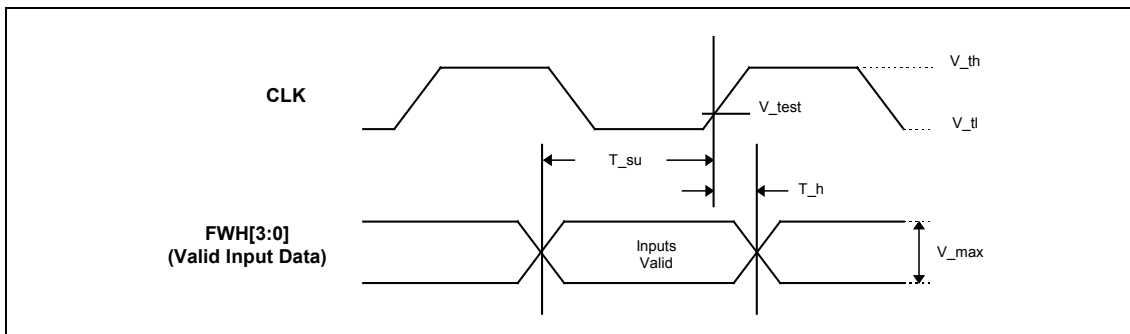 V_th
CLK
V_test
V_tl
T_su
T_h
FWH[3:0]
(Valid Input Data)
Inputs
Valid
V_max